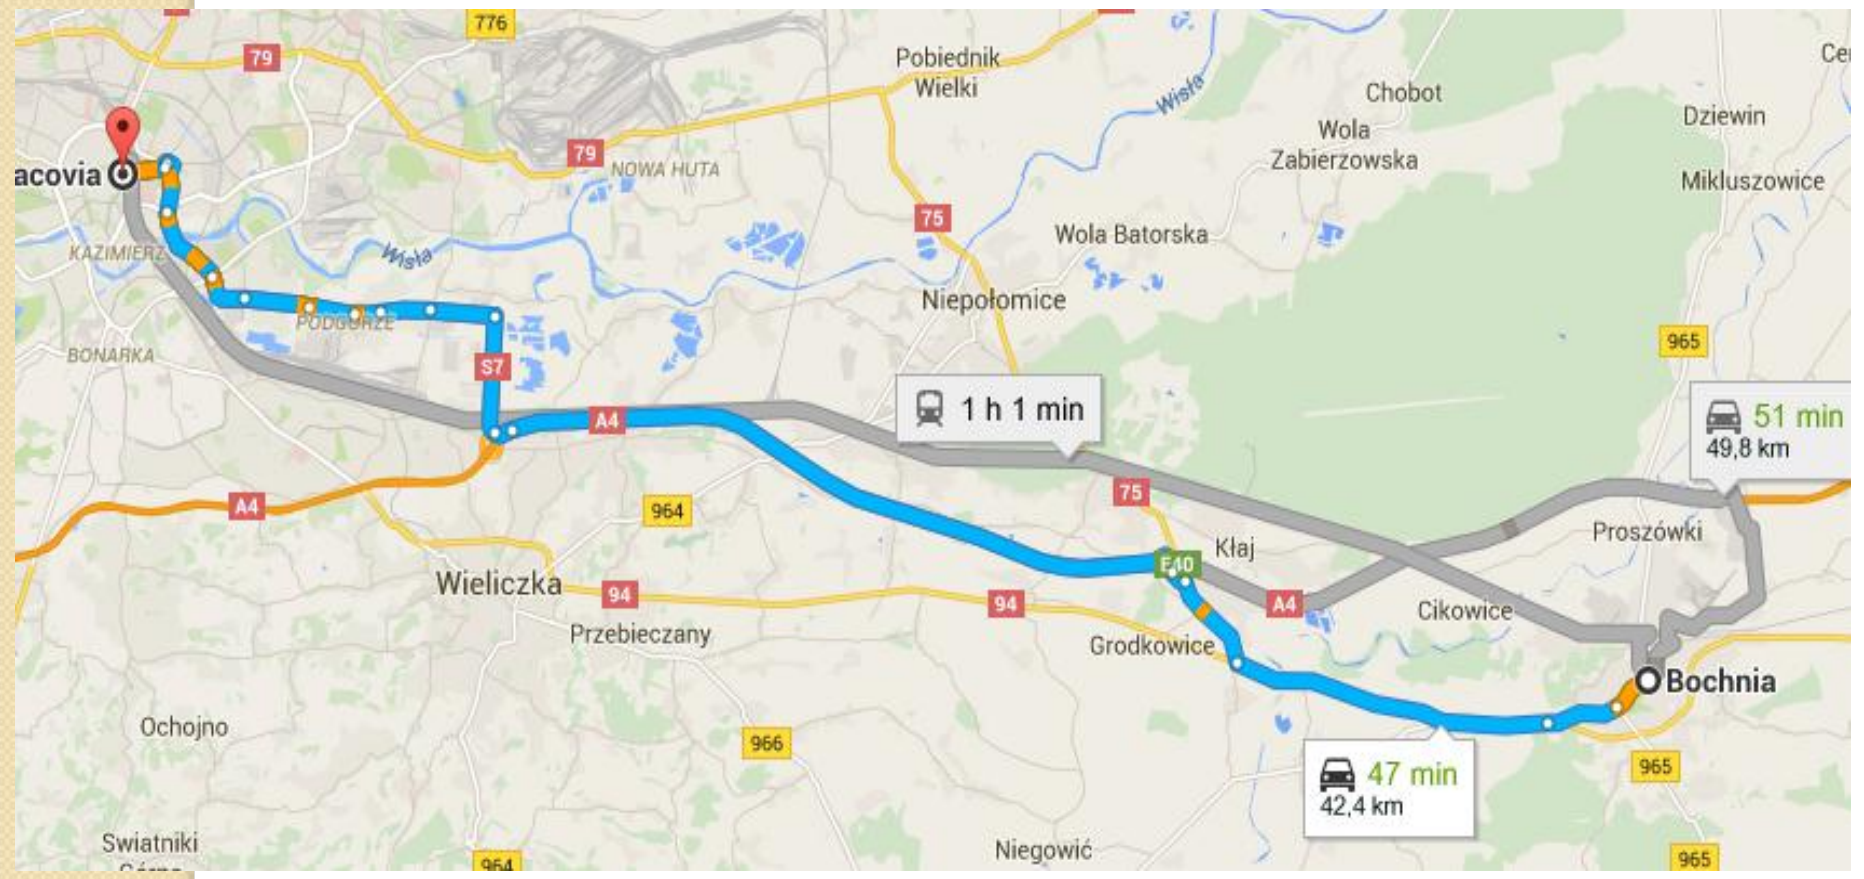 776
79
Pobiednik
Wielki
Wisła
Chobot
Dziewin
Wola
Zabierzowska
79
NOWA HUTA
acovia
Mikluszowice
75
Wola Batorska
KAZIMIERZ
Wisła
Niepołomice
PODGÓRZE
BONARKA
965
S7
1 h 1 min
51 min
49,8 km
A4
A4
964
75
Proszówki
Kłaj
E40
Wieliczka
94
94
A4
Cikowice
Przebieczany
Grodkowice
Bochnia
Ochojno
966
47 min
42,4 km
965
Swiatniki
Niegowić
964
965